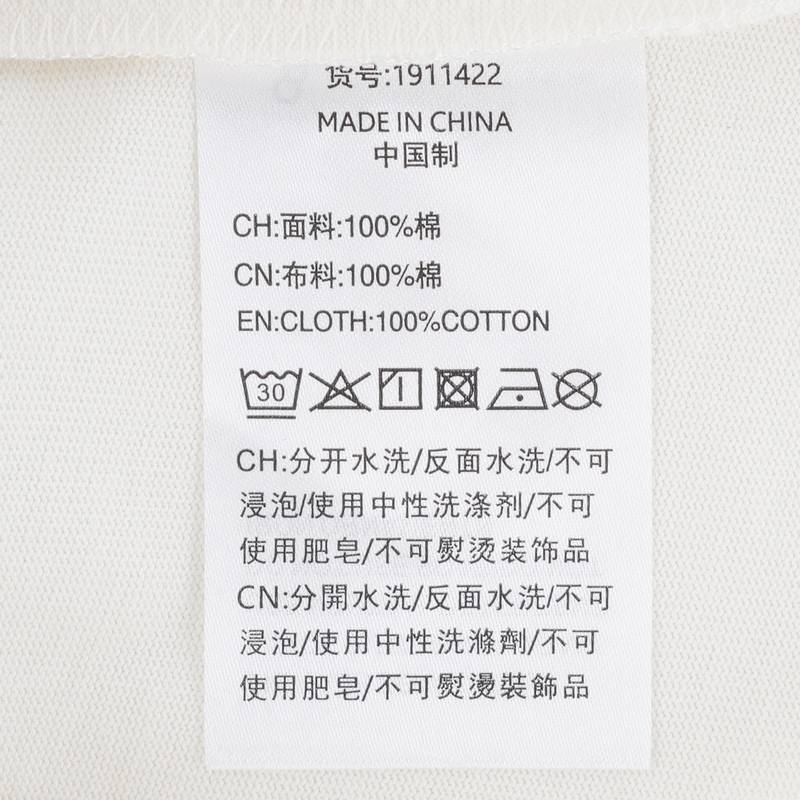 货号:1911422
MADE IN CHINA
中国制
CH:面料:100%棉
CN:布料:100%棉
EN:CLOTH:100%COTTON
30
CH:分开水洗/反面水洗/不可
浸泡/使用中性洗涤剂/不可
使用肥皂/不可熨烫装饰品
CN:分開水洗/反面水洗/不可
浸泡/使用中性洗滌劑/不可
使用肥皂/不可熨燙裝飾品